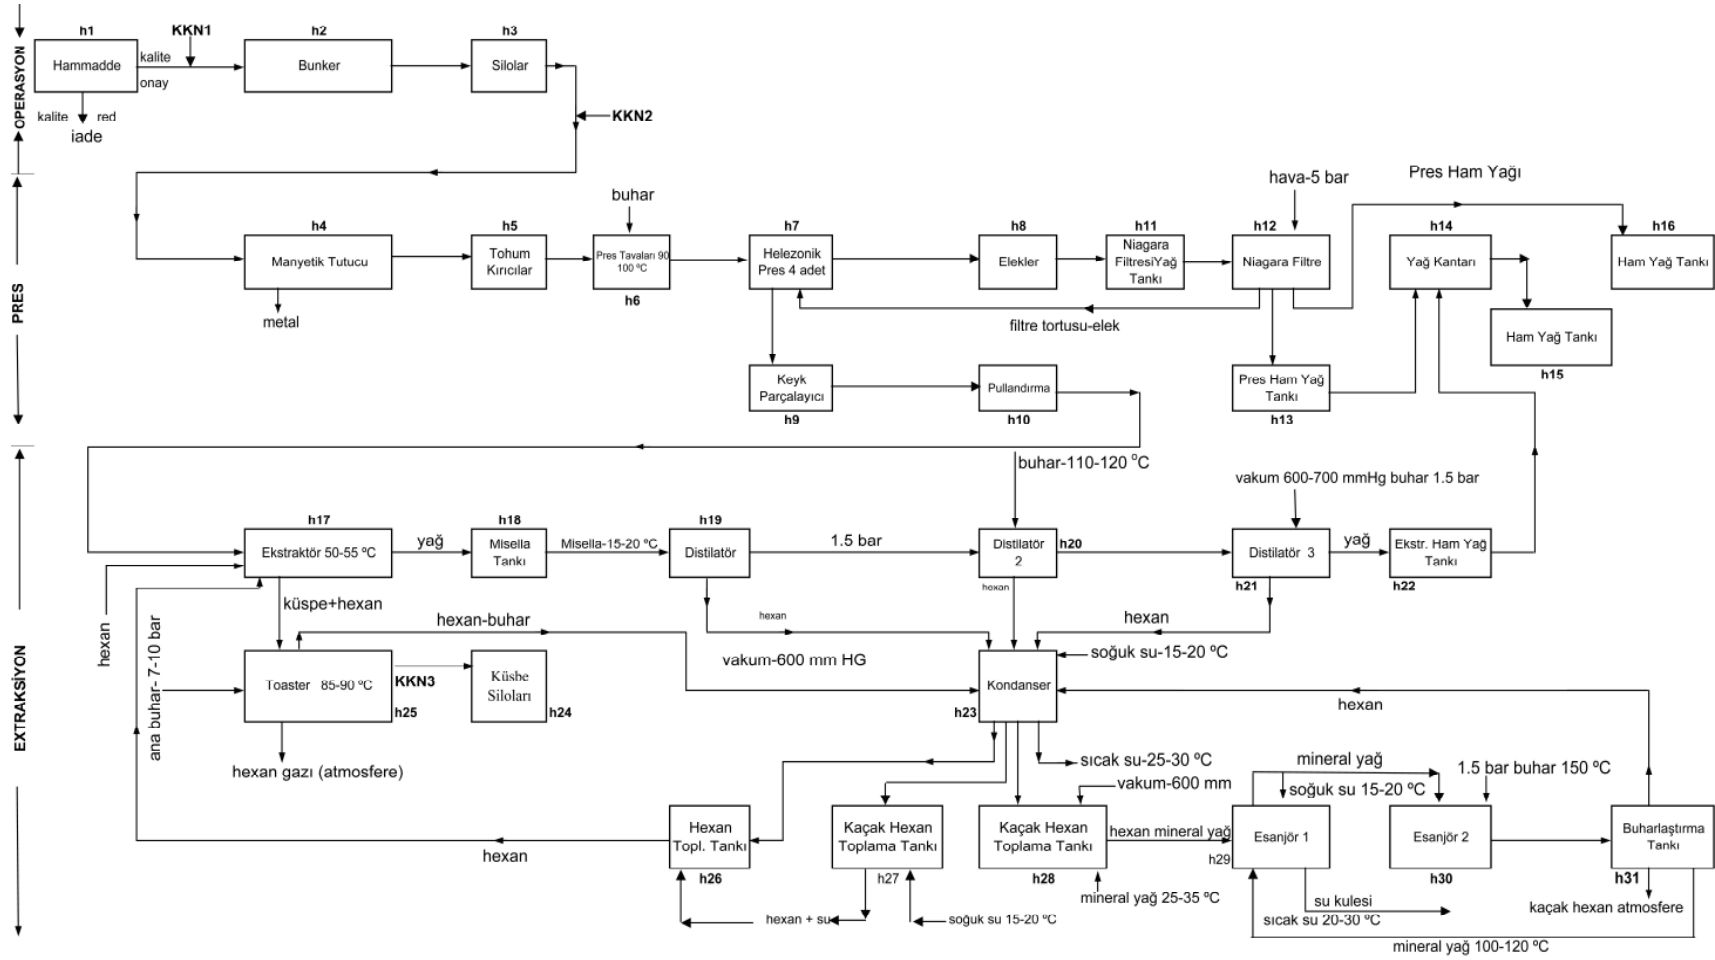 OPERASYON
h1
Hammadde
kalite
onay
KKN1
h2
Bunker
h3
Silolar
kalite red
iade
KKN2
PRES
h4
Manyetik Tutucu
metal
h5
Tohum
Kırıcılar
buhar
Pres Tavaları 90
100 ºC
h6
h7
Helezonik
Pres 4 adet
h8
Elekler
h11
Niagara
FiltresiYağ
Tankı
hava-5 bar
h12
Niagara Filtre
Pres Ham Yağı
h14
Yağ Kantarı
h16
Ham Yağ Tankı
filtre tortusu-elek
Ham Yağ Tankı
h15
Keyk
Parçalayıcı
h9
Pullandırma
h10
Pres Ham Yağ
Tankı
h13
EXTRAKSİYON
buhar-110-120 ºC
vakum 600-700 mmHg buhar 1.5 bar
h17
Ekstraktör 50-55 ºC
yağ
h18
Misella
Tankı
Misella-15-20 ºC
h19
Distilatör
1.5 bar
Distilatör
2
h20
Distilatör 3
h21
yağ
Ekstr. Ham Yağ
Tankı
h22
hexan
ana buhar- 7-10 bar
küspe+hexan
hexan-buhar
hexan
hexan
hexan
vakum-600 mm HG
soğuk su-15-20 ºC
Toaster 85-90 ºC
KKN3
h25
Küsbe
Siloları
h24
Kondanser
h23
hexan
hexan gazı (atmosfere)
sıcak su-25-30 ºC
vakum-600 mm
mineral yağ
soğuk su 15-20 ºC
1.5 bar buhar 150 ºC
hexan
Hexan
Topl. Tankı
h26
Kaçak Hexan
Toplama Tankı
h27
Kaçak Hexan
Toplama Tankı
h28
hexan mineral yağ
h29
Esanjör 1
Esanjör 2
h30
Buharlaştırma
Tankı
h31
hexan + su
soğuk su 15-20 ºC
mineral yağ 25-35 ºC
su kulesi
sıcak su 20-30 ºC
kaçak hexan atmosfere
mineral yağ 100-120 ºC